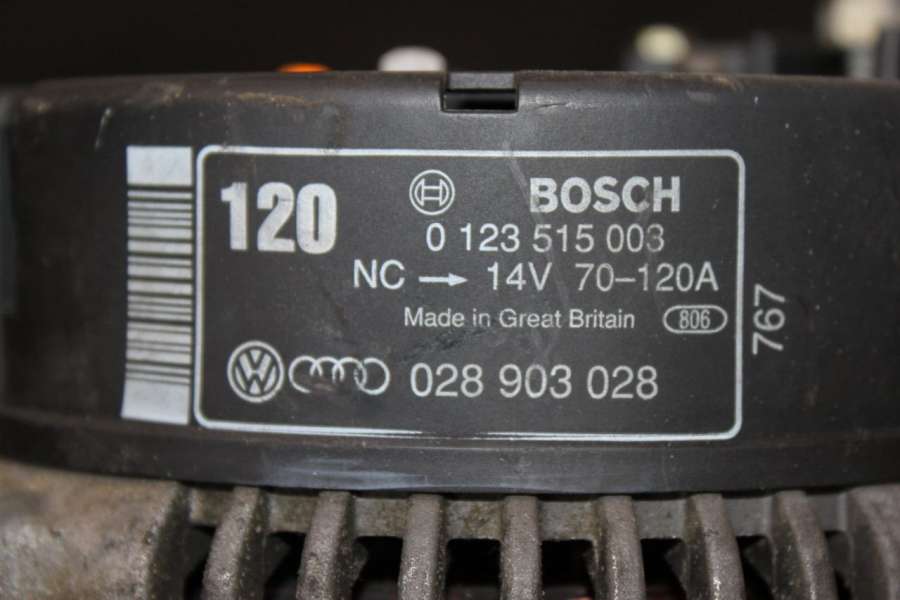 120
BOSCH
0 123 515 003
NC → 14V 70–120A
Made in Great Britain 806
028 903 028
767